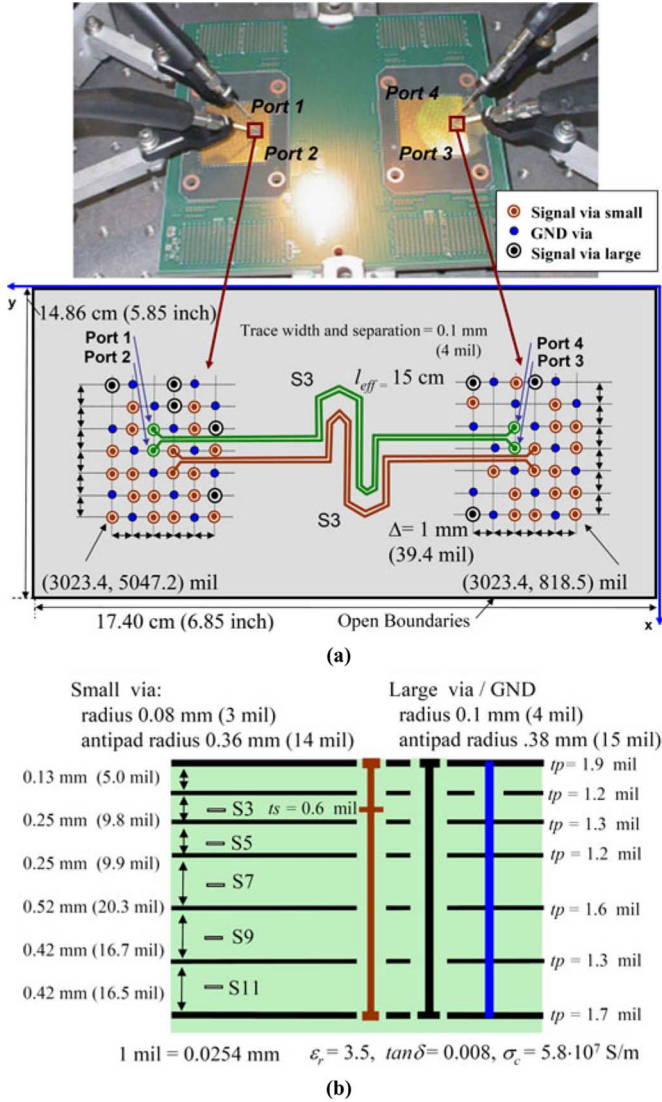 Port 1
Port 2
Port 4
Port 3
Signal via small
GND via
Signal via large
y
14.86 cm (5.85 inch)
Port 1
Port 2
Trace width and separation = 0.1 mm
(4 mil)
S3
l_eff = 15 cm
Port 4
Port 3
S3
Δ= 1 mm
(39.4 mil)
(3023.4, 5047.2) mil
(3023.4, 818.5) mil
17.40 cm (6.85 inch)
Open Boundaries
x
(a)
Small via:
radius 0.08 mm (3 mil)
antipad radius 0.36 mm (14 mil)
Large via / GND
radius 0.1 mm (4 mil)
antipad radius .38 mm (15 mil)
0.13 mm (5.0 mil)
0.25 mm (9.8 mil)
0.25 mm (9.9 mil)
0.52 mm (20.3 mil)
0.42 mm (16.7 mil)
0.42 mm (16.5 mil)
S3 ts = 0.6 mil
S5
S7
S9
S11
tp = 1.9 mil
tp = 1.2 mil
tp = 1.3 mil
tp = 1.2 mil
tp = 1.6 mil
tp = 1.3 mil
tp = 1.7 mil
1 mil = 0.0254 mm ε_r = 3.5, tanδ = 0.008, σ_c = 5.8·10⁷ S/m
(b)